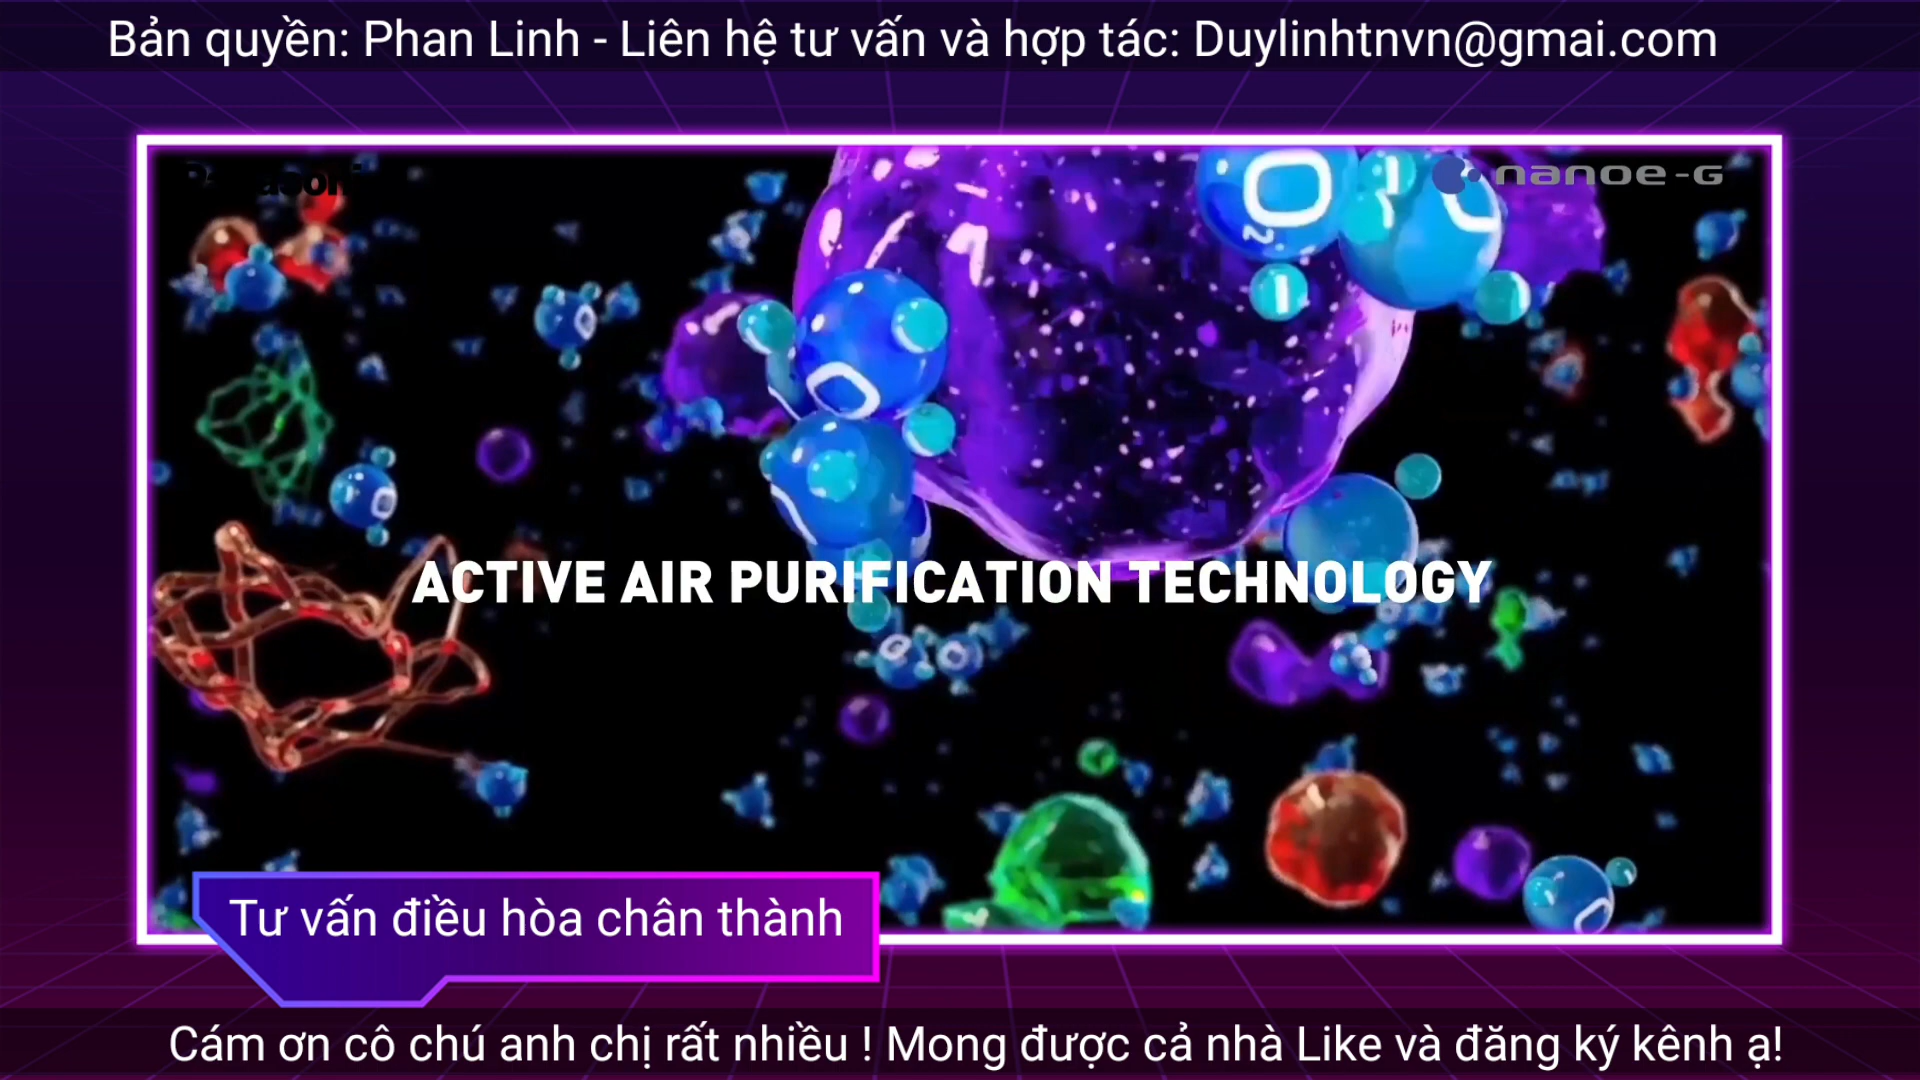 Bản quyền: Phan Linh - Liên hệ tư vấn và hợp tác: Duylinhtnvn@gmai.com
nanoe-G
ACTIVE AIR PURIFICATION TECHNOLOGY
Tư vấn điều hòa chân thành
Cám ơn cô chú anh chị rất nhiều ! Mong được cả nhà Like và đăng ký kênh ạ!